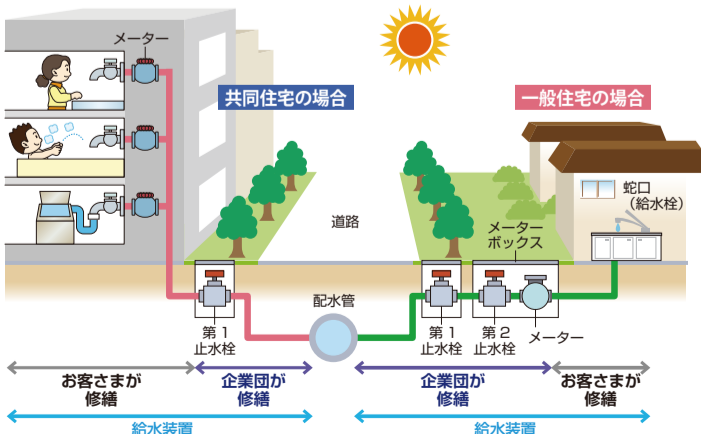 メーター
共同住宅の場合
一般住宅の場合
蛇口
（給水栓）
道路
メーター
ボックス
配水管
第1
止水栓
第1
止水栓
第2
止水栓
メーター
お客さまが
修繕
企業団が
修繕
企業団が
修繕
お客さまが
修繕
給水装置
給水装置